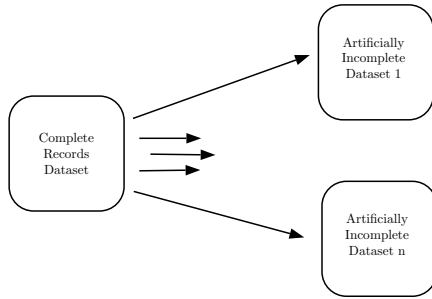 Complete
Records
Dataset
Artificially
Incomplete
Dataset 1
Artificially
Incomplete
Dataset n